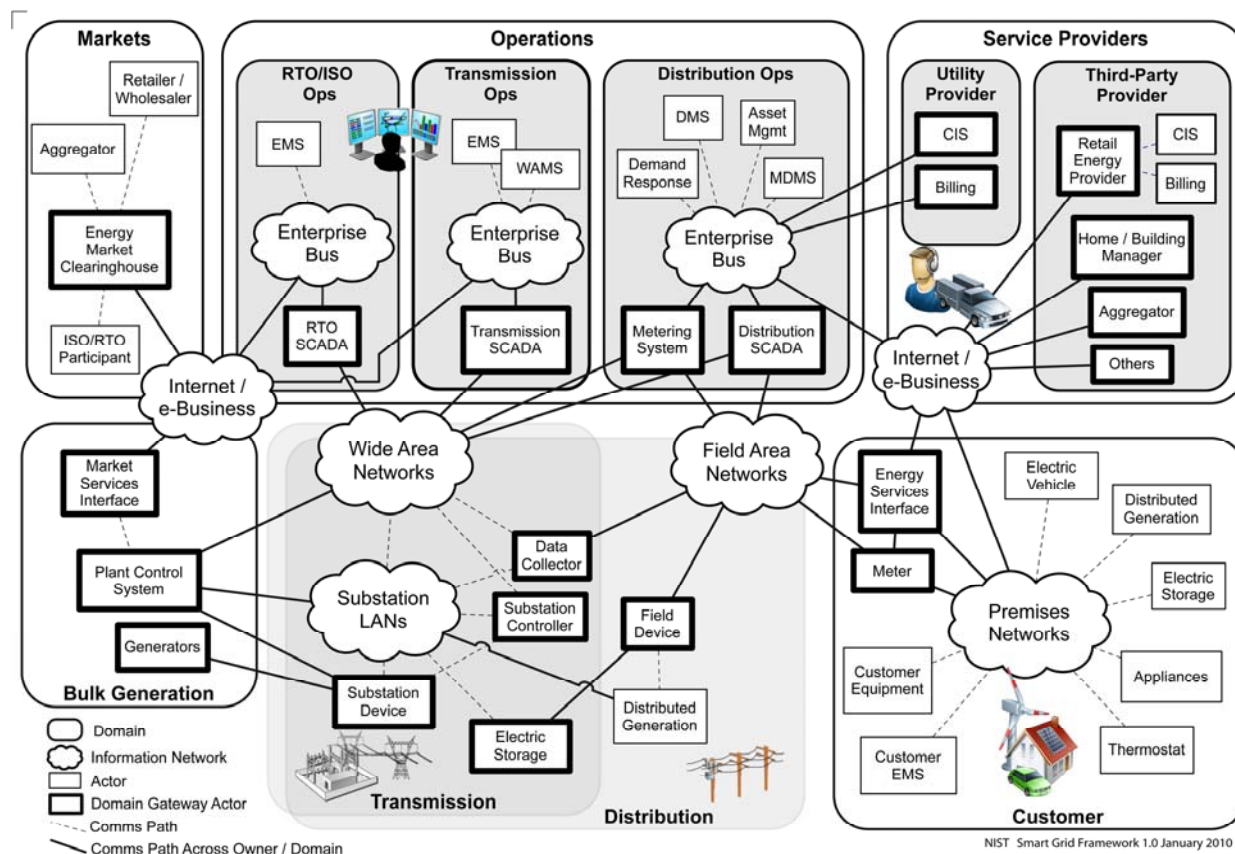 Markets
Retailer /
Wholesaler
Aggregator
Energy
Market
Clearinghouse
ISO/RTO
Participant
Operations
RTO/ISO
Ops
EMS
Enterprise
Bus
RTO
SCADA
Transmission
Ops
EMS
WAMS
Enterprise
Bus
Transmission
SCADA
Distribution Ops
DMS
Asset
Mgmt
Demand
Response
MDMS
Enterprise
Bus
Metering
System
Distribution
SCADA
Service Providers
Utility
Provider
CIS
Billing
Third-Party
Provider
Retail
Energy
Provider
CIS
Billing
Home / Building
Manager
Aggregator
Others
Internet /
e-Business
Internet /
e-Business
Market
Services
Interface
Plant Control
System
Generators
Bulk Generation
Wide Area
Networks
Field Area
Networks
Data
Collector
Substation
LANs
Substation
Controller
Field
Device
Substation
Device
Electric
Storage
Distributed
Generation
Transmission
Distribution
Energy
Services
Interface
Meter
Electric
Vehicle
Distributed
Generation
Electric
Storage
Premises
Networks
Appliances
Customer
Equipment
Customer
EMS
Thermostat
Customer
Domain
Information Network
Actor
Domain Gateway Actor
Comms Path
Comms Path Across Owner / Domain
NIST Smart Grid Framework 1.0 January 2010